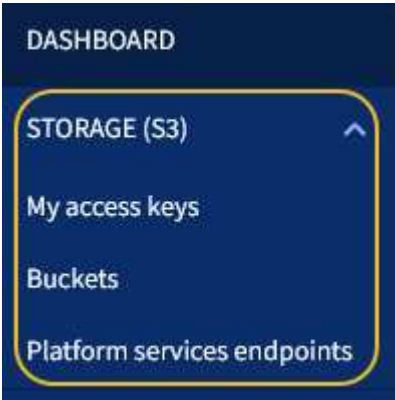 DASHBOARD
STORAGE (S3)
My access keys
Buckets
Platform services endpoints